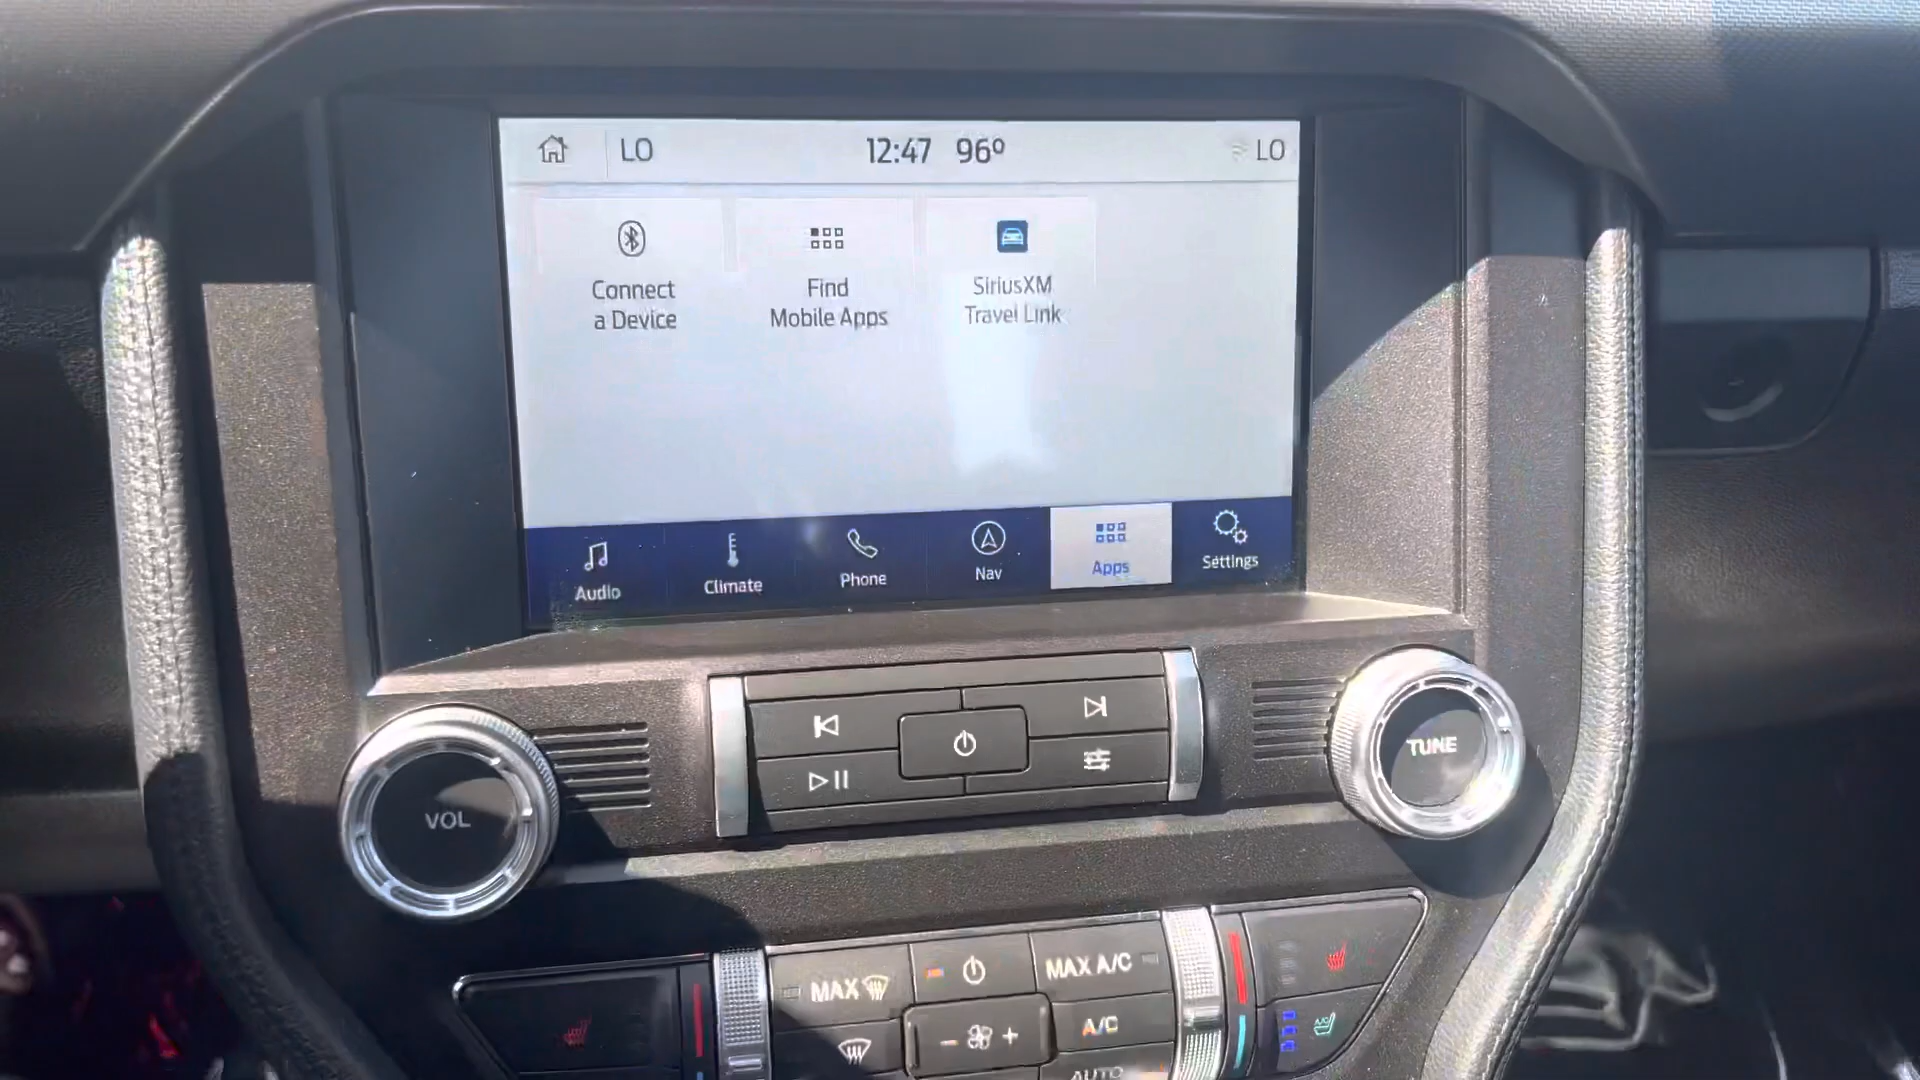 LO 12:47 96° LO
Connect
a Device
Find
Mobile Apps
SiriusXM
Travel Link
Audio Climate Phone Nav Apps Settings
VOL
TUNE
MAX
MAX A/C
A/C
A/C
AUTO